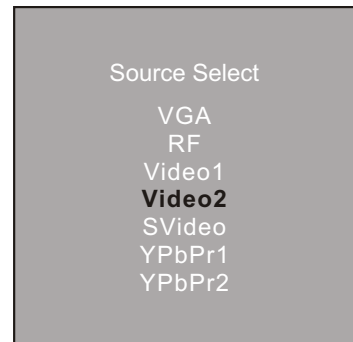 Source Select
VGA
RF
Video1
Video2
SVideo
YPbPr1
YPbPr2